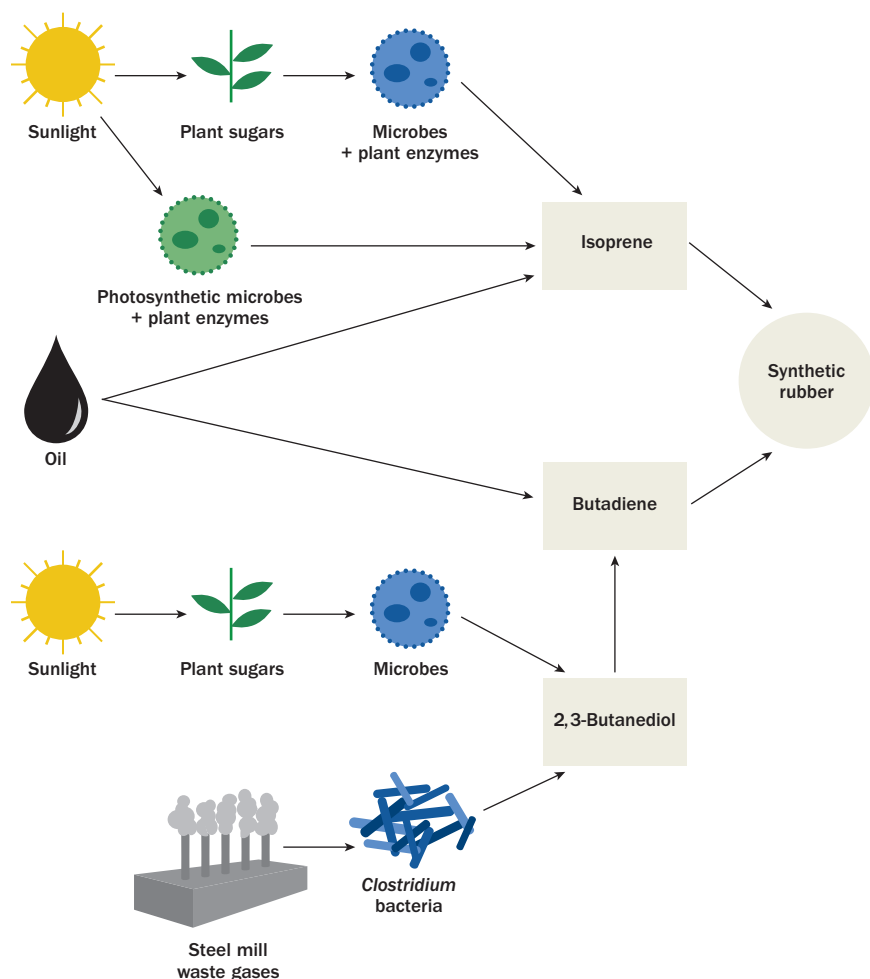 Sunlight
Plant sugars
Microbes
+ plant enzymes
Isoprene
Photosynthetic microbes
+ plant enzymes
Synthetic
rubber
Oil
Butadiene
Sunlight
Plant sugars
Microbes
2,3-Butanediol
Clostridium
bacteria
Steel mill
waste gases